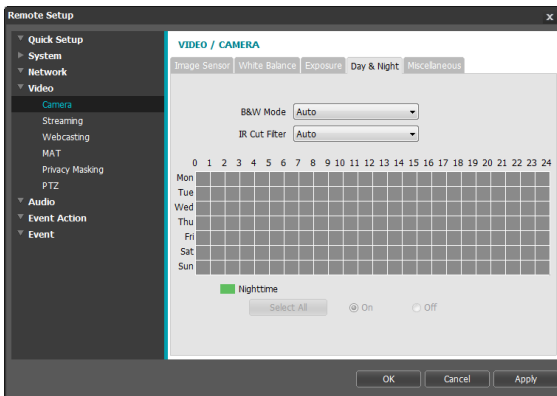 Remote Setup
x
Quick Setup
System
Network
Video
Camera
Streaming
Webcasting
MAT
Privacy Masking
PTZ
Audio
Event Action
Event
VIDEO / CAMERA
Image Sensor White Balance Exposure Day & Night Miscellaneous
B&W Mode Auto
IR Cut Filter Auto
0 1 2 3 4 5 6 7 8 9 10 11 12 13 14 15 16 17 18 19 20 21 22 23 24
Mon
Tue
Wed
Thu
Fri
Sat
Sun
Nighttime
Select All On Off
OK Cancel Apply